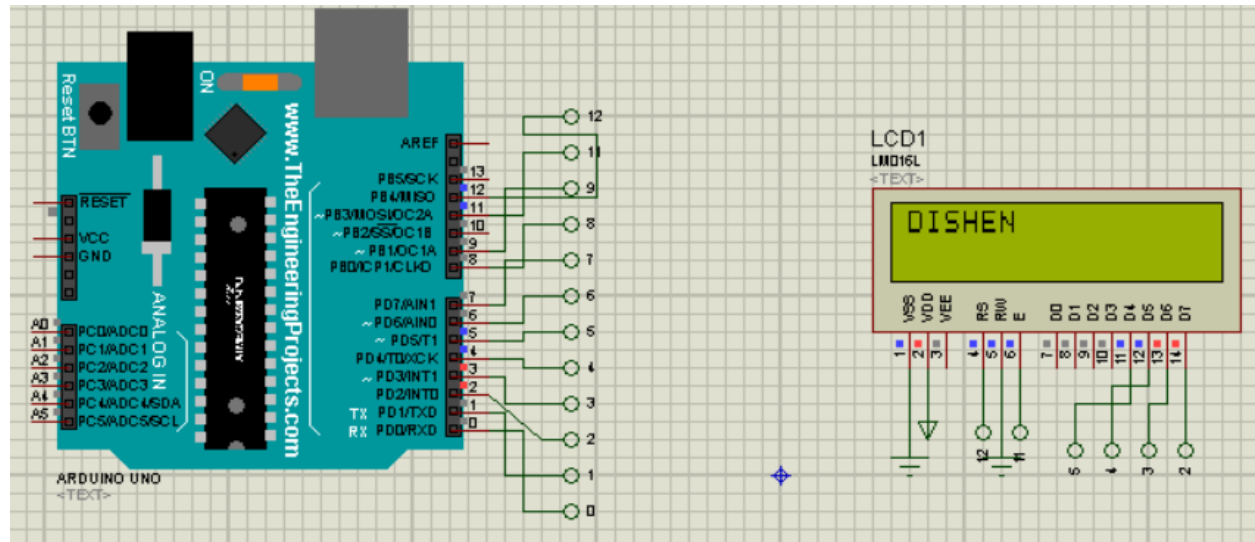 Reset BTN
ON
www.TheEngineeringProjects.com
ANALOG IN
RESET
VCC
GND
A0 PC0/ADC0
A1 PC1/ADC1
A2 PC2/ADC2
A3 PC3/ADC3
A4 PC4/ADC4/SDA
A5 PC5/ADC5/SCL
AREF
PB5/SCK 13
PB4/MISO 12
~PB3/MOSI/OC2A 11
~PB2/SS/OC1B 10
~PB1/OC1A 9
PB0/ICP1/CLKO 8
PD7/AIN1 7
~PD6/AIN0 6
~PD5/T1 5
PD4/T0/XCK 4
~PD3/INT1 3
PD2/INT0 2
TX PD1/TXD 1
RX PD0/RXD 0
ARDUINO UNO
<TEXT>
12
11
9
8
7
6
5
4
3
2
1
0
LCD1
LM016L
<TEXT>
DISHEN
VSS VDD VEE RS RW E D0 D1 D2 D3 D4 D5 D6 D7
1 2 3 4 5 6 7 8 9 10 11 12 13 14
12 11 5 4 3 2